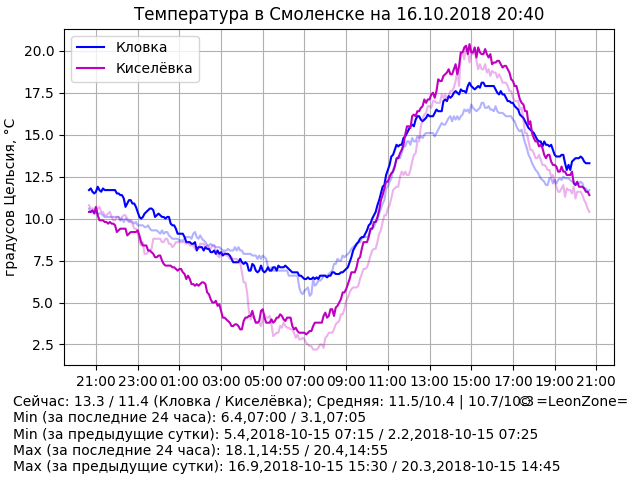 Температура в Смоленске на 16.10.2018 20:40
Кловка
Киселёвка
градусов Цельсия, °C
20.0
17.5
15.0
12.5
10.0
7.5
5.0
2.5
21:00 23:00 01:00 03:00 05:00 07:00 09:00 11:00 13:00 15:00 17:00 19:00 21:00
Сейчас: 13.3 / 11.4 (Кловка / Киселёвка); Средняя: 11.5/10.4 | 10.7/10.3 © =LeonZone=
Min (за последние 24 часа): 6.4,07:00 / 3.1,07:05
Min (за предыдущие сутки): 5.4,2018-10-15 07:15 / 2.2,2018-10-15 07:25
Max (за последние 24 часа): 18.1,14:55 / 20.4,14:55
Max (за предыдущие сутки): 16.9,2018-10-15 15:30 / 20.3,2018-10-15 14:45